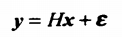 y = Hx + ε